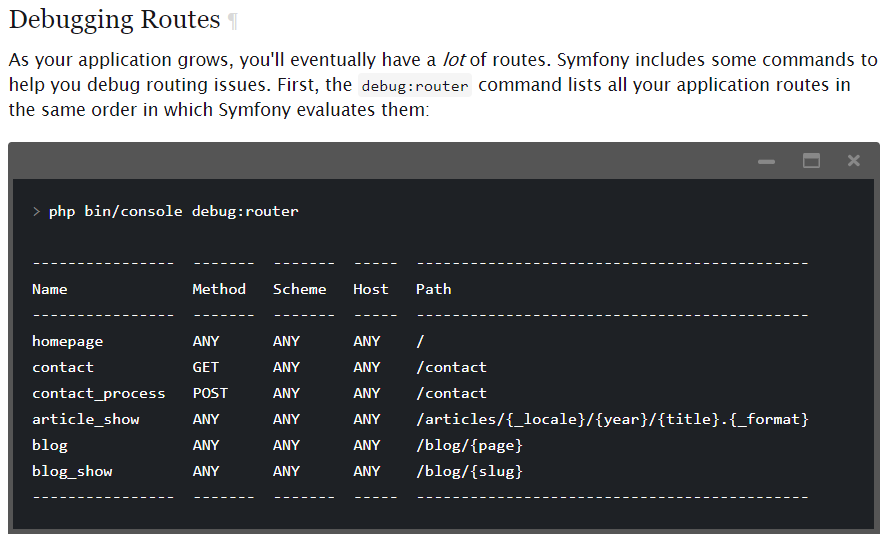 Debugging Routes ¶
As your application grows, you'll eventually have a lot of routes. Symfony includes some commands to
help you debug routing issues. First, the debug:router command lists all your application routes in
the same order in which Symfony evaluates them:
> php bin/console debug:router
---------------- ------- ------- ----- --------------------------------------------
Name Method Scheme Host Path
---------------- ------- ------- ----- --------------------------------------------
homepage ANY ANY ANY /
contact GET ANY ANY /contact
contact_process POST ANY ANY /contact
article_show ANY ANY ANY /articles/{_locale}/{year}/{title}.{_format}
blog ANY ANY ANY /blog/{page}
blog_show ANY ANY ANY /blog/{slug}
---------------- ------- ------- ----- --------------------------------------------